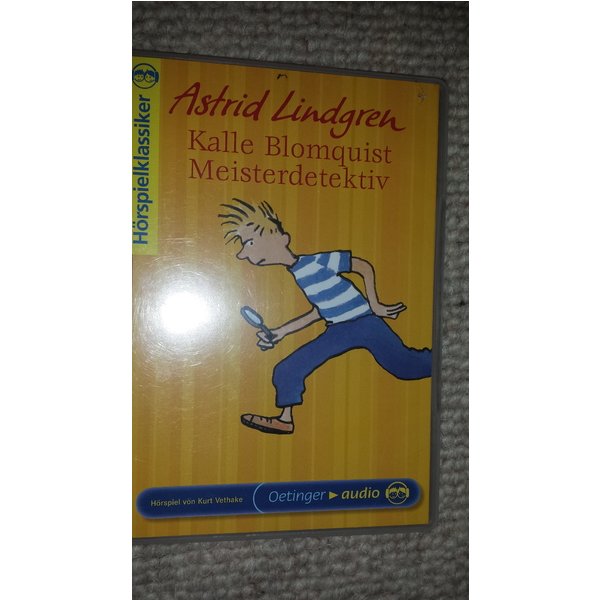 Hörspielklassiker
Astrid Lindgren
Kalle Blomquist
Meisterdetektiv
Hörspiel von Kurt Vethake
Oetinger audio